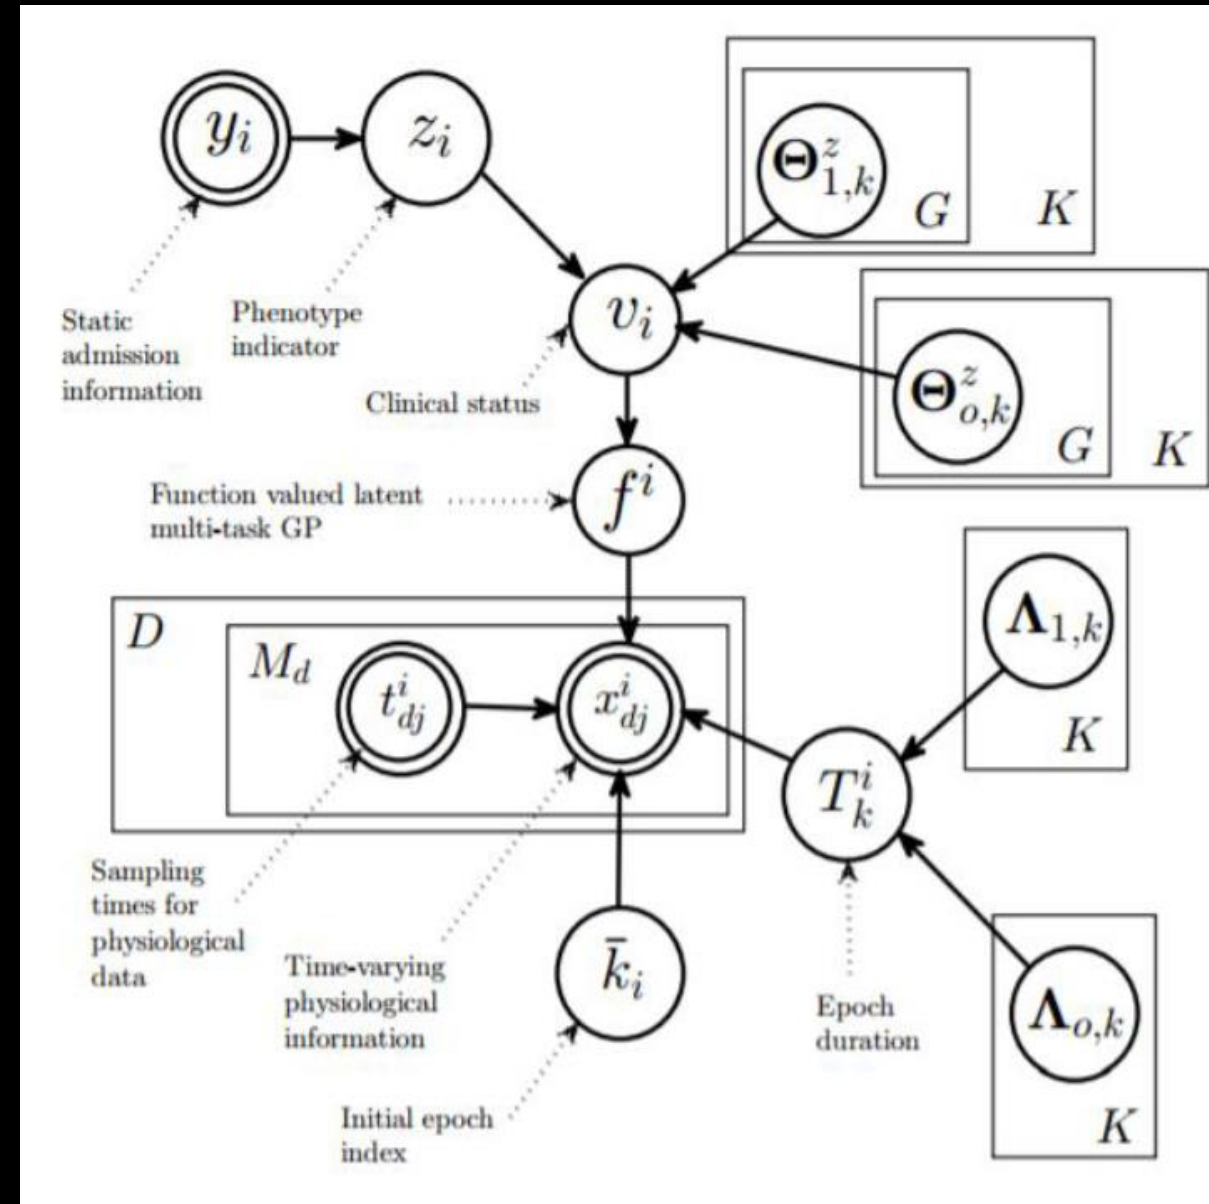 y_i
z_i
Θ^z_{1,k}
G
K
Static
admission
information
Phenotype
indicator
v_i
Clinical status
Θ^z_{o,k}
G
K
Function valued latent
multi-task GP
f^i
D
M_d
t^i_{dj}
x^i_{dj}
Λ_{1,k}
K
T^i_k
Sampling
times for
physiological
data
Time-varying
physiological
information
k̄_i
Epoch
duration
Λ_{o,k}
K
Initial epoch
index